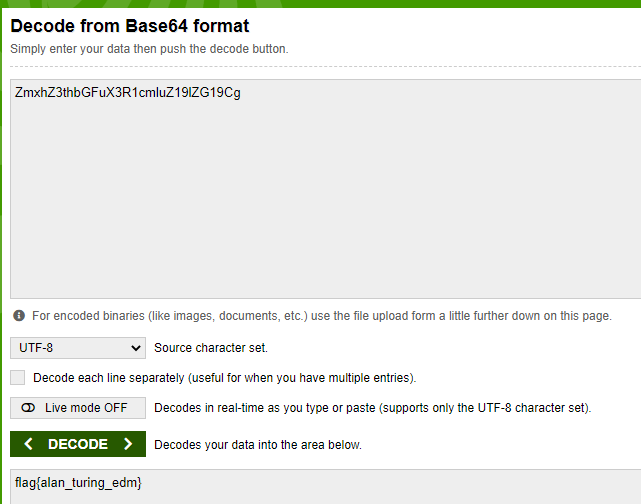 Decode from Base64 format
Simply enter your data then push the decode button.
ZmxhZ3thbGFuX3R1cmluZ19lZG19Cg
For encoded binaries (like images, documents, etc.) use the file upload form a little further down on this page.
UTF-8 Source character set.
Decode each line separately (useful for when you have multiple entries).
Live mode OFF Decodes in real-time as you type or paste (supports only the UTF-8 character set).
DECODE Decodes your data into the area below.
flag{alan_turing_edm}